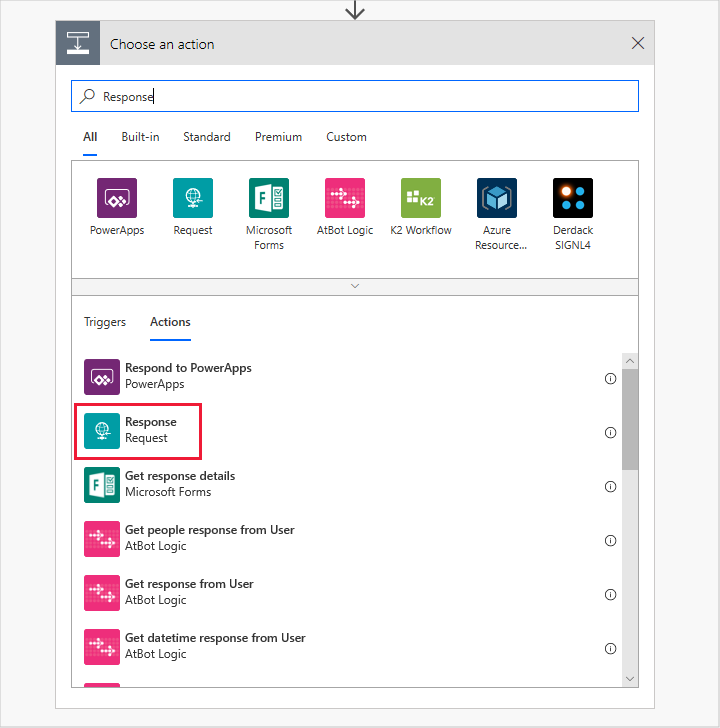 Choose an action
Response
All Built-in Standard Premium Custom
PowerApps Request Microsoft Forms AtBot Logic K2 Workflow Azure Resource... Derdack SIGNL4
K2
Triggers Actions
Respond to PowerApps
PowerApps
Response
Request
Get response details
Microsoft Forms
Get people response from User
AtBot Logic
Get response from User
AtBot Logic
Get datetime response from User
AtBot Logic